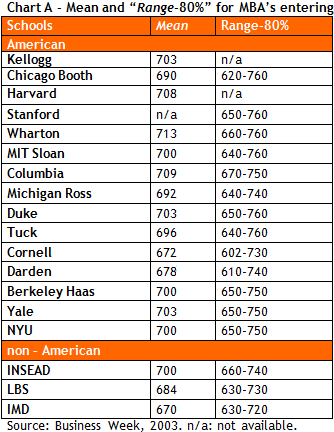 Chart A - Mean and “Range-80%” for MBA’s entering
Schools Mean Range-80%
American
Kellogg 703 n/a
Chicago Booth 690 620-760
Harvard 708 n/a
Stanford n/a 650-760
Wharton 713 660-760
MIT Sloan 700 640-760
Columbia 709 670-750
Michigan Ross 692 640-740
Duke 703 650-760
Tuck 696 640-760
Cornell 672 602-730
Darden 678 610-740
Berkeley Haas 700 650-750
Yale 703 650-750
NYU 700 650-750
non - American
INSEAD 700 660-740
LBS 684 630-730
IMD 670 630-720
Source: Business Week, 2003. n/a: not available.